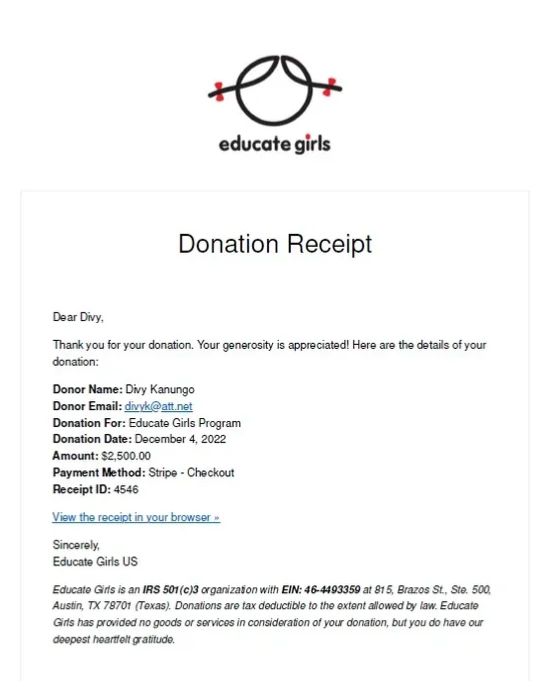 educate girls
Donation Receipt
Dear Divy,
Thank you for your donation. Your generosity is appreciated! Here are the details of your
donation:
Donor Name: Divy Kanungo
Donor Email: divyk@att.net
Donation For: Educate Girls Program
Donation Date: December 4, 2022
Amount: $2,500.00
Payment Method: Stripe - Checkout
Receipt ID: 4546
View the receipt in your browser »
Sincerely,
Educate Girls US
Educate Girls is an IRS 501(c)3 organization with EIN: 46-4493359 at 815, Brazos St., Ste. 500,
Austin, TX 78701 (Texas). Donations are tax deductible to the extent allowed by law. Educate
Girls has provided no goods or services in consideration of your donation, but you do have our
deepest heartfelt gratitude.